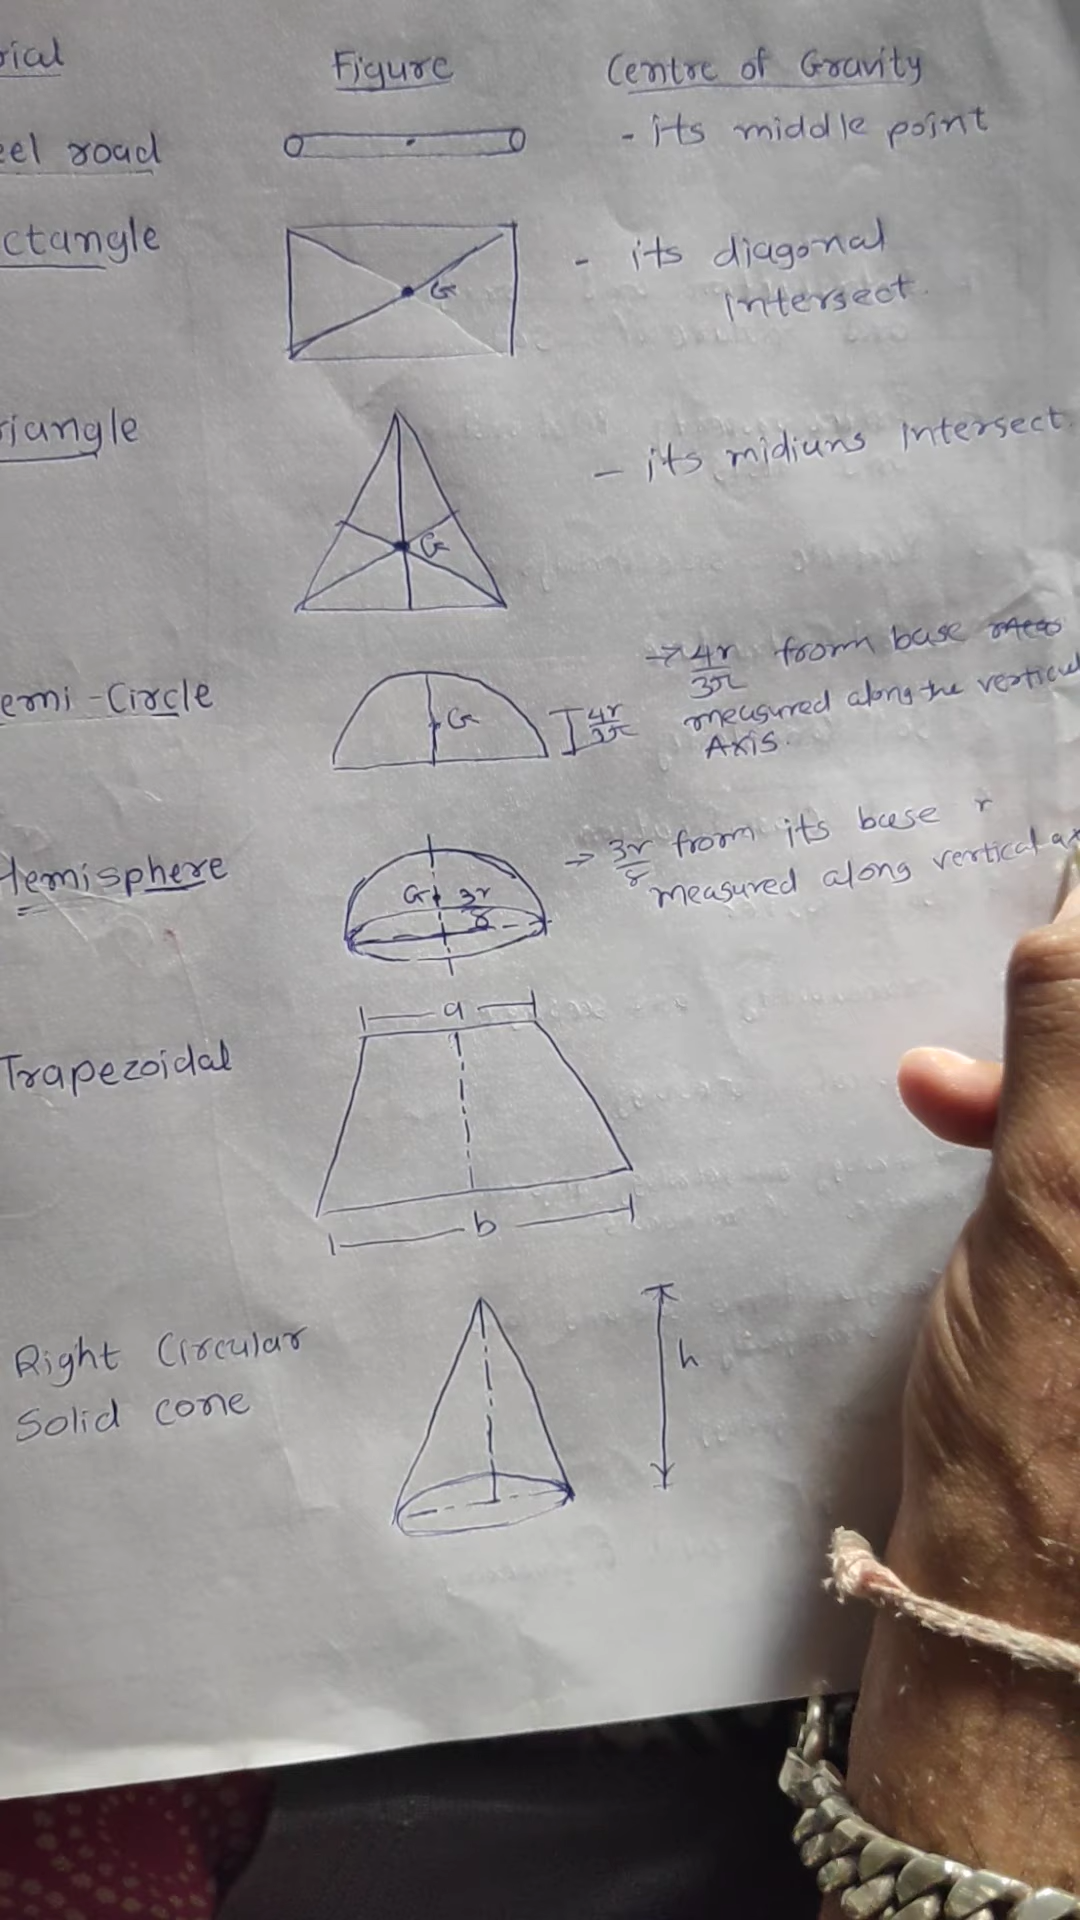 rial Figure Centre of Gravity
eel road - its middle point
ctangle G - its diagonal
intersect.
riangle G - its midiuns intersect.
emi-Circle G 4r/3π → 4r/3π from base
measured along the vertical
Axis.
Hemisphere G 3r/8 → 3r/8 from its base r
measured along vertical ax
a
Trapezoidal
b
Right Circular h
Solid cone